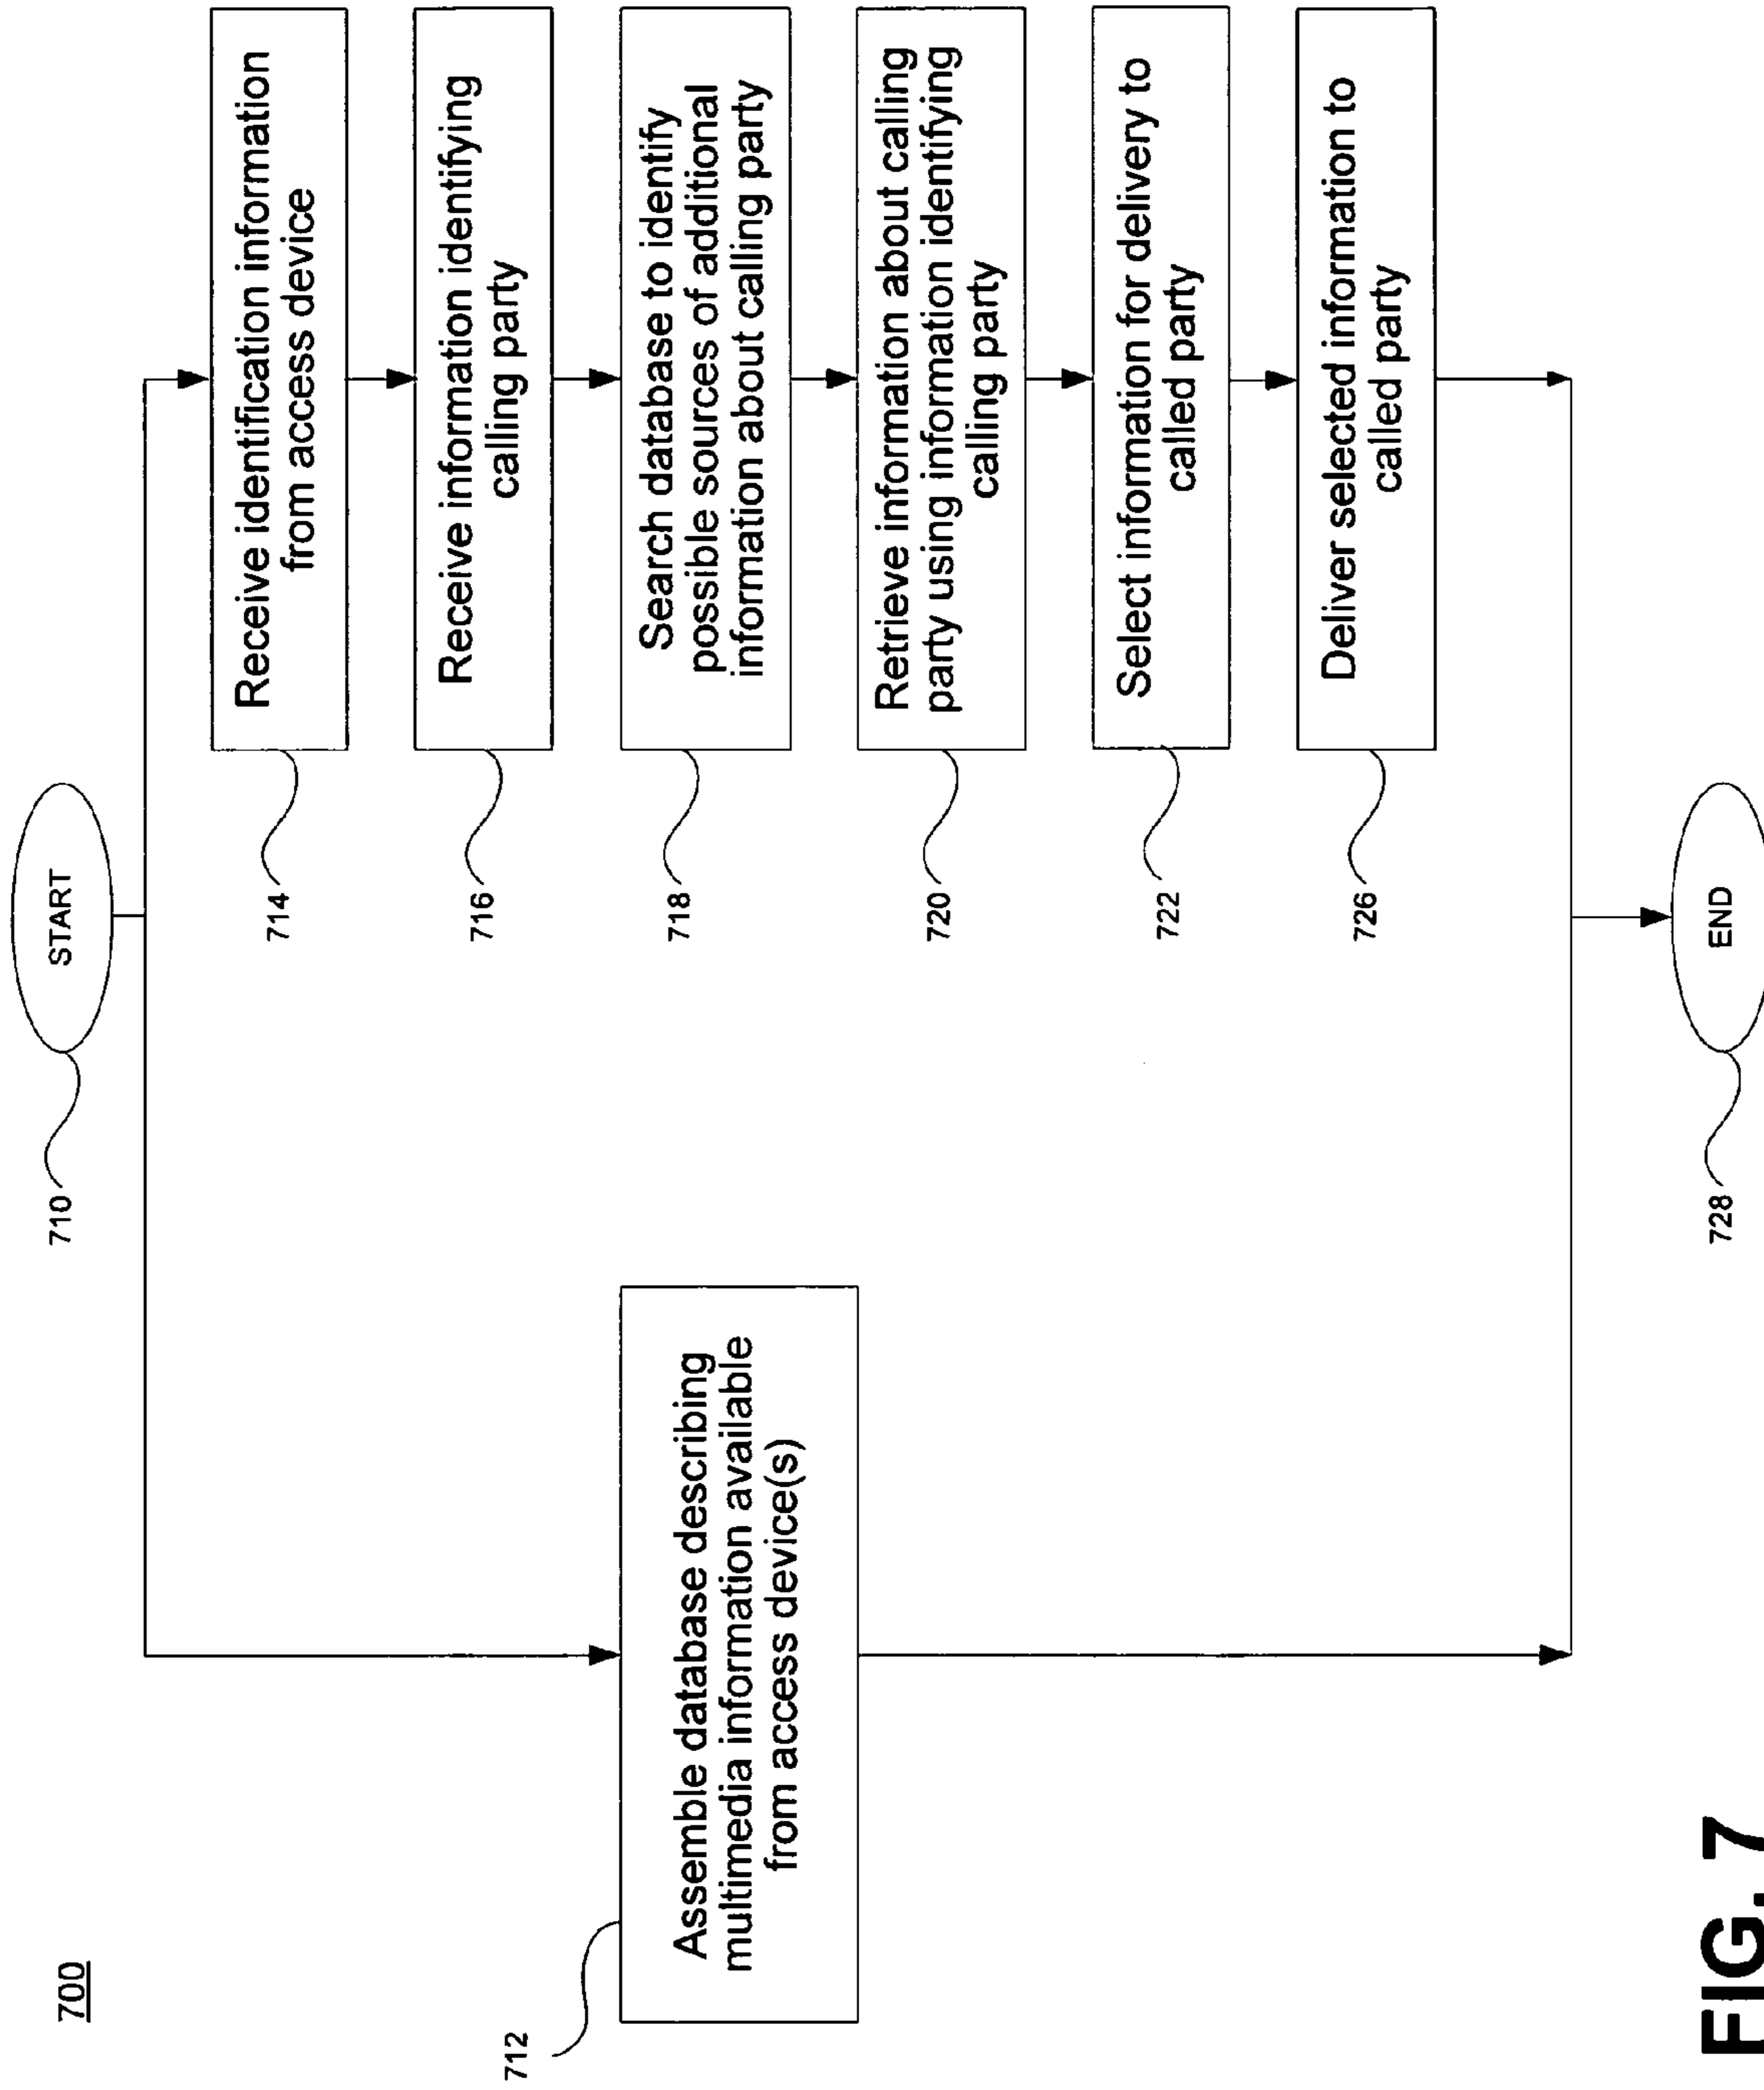 700
START
710
Assemble database describing
multimedia information available
from access device(s)
712
Receive identification information
from access device
714
Receive information identifying
calling party
716
Search database to identify
possible sources of additional
information about calling party
718
Retrieve information about calling
party using information identifying
calling party
720
Select information for delivery to
called party
722
Deliver selected information to
called party
726
END
728
FIG. 7